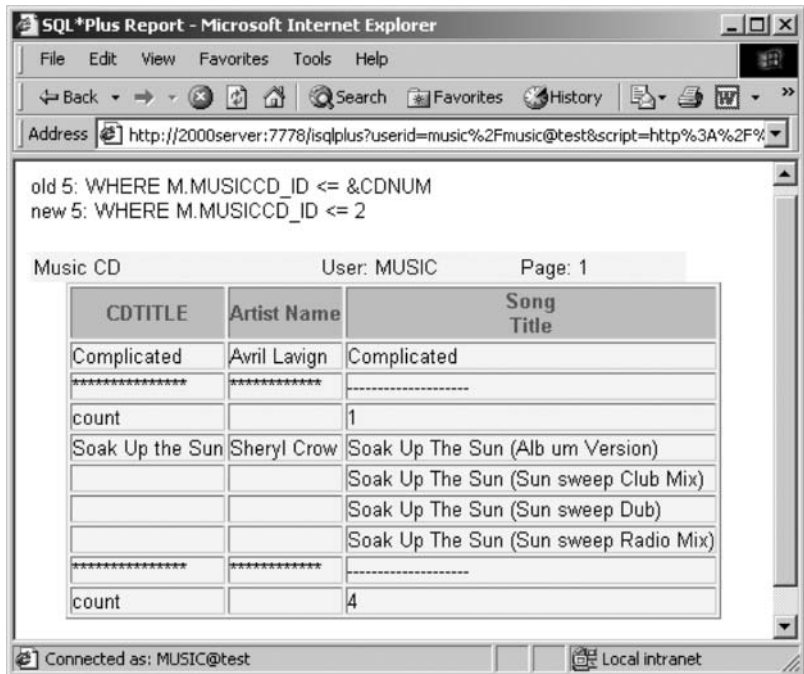 SQL*Plus Report - Microsoft Internet Explorer
File Edit View Favorites Tools Help
Back Search Favorites History »
Address http://2000server:7778/isqlplus?userid=music%2Fmusic@test&script=http%3A%2F%
old 5: WHERE M.MUSICCD_ID <= &CDNUM
new 5: WHERE M.MUSICCD_ID <= 2
Music CD User: MUSIC Page: 1
CDTITLE Artist Name Song
Title
Complicated Avril Lavign Complicated
*************** ************ --------------------
count 1
Soak Up the Sun Sheryl Crow Soak Up The Sun (Alb um Version)
Soak Up The Sun (Sun sweep Club Mix)
Soak Up The Sun (Sun sweep Dub)
Soak Up The Sun (Sun sweep Radio Mix)
*************** ************ --------------------
count 4
Connected as: MUSIC@test Local intranet